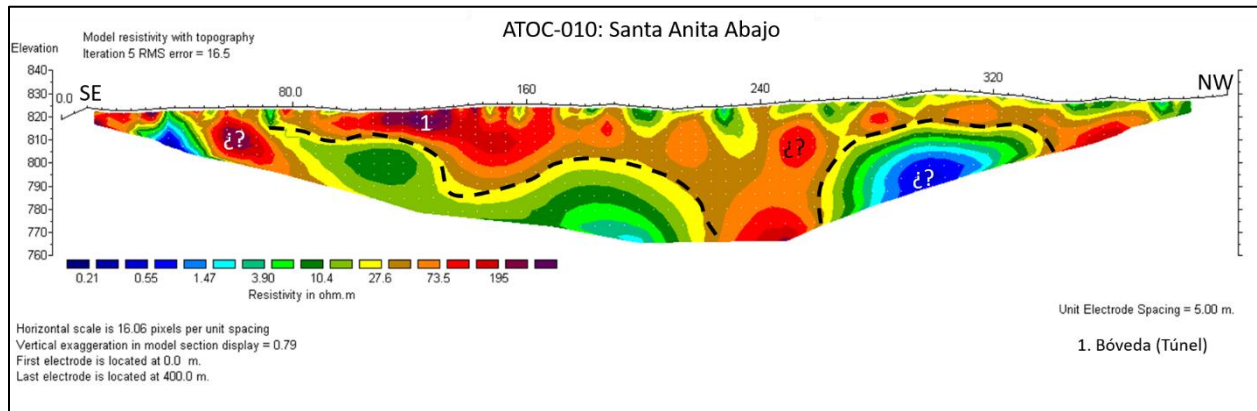 ATOC-010: Santa Anita Abajo
Model resistivity with topography
Iteration 5 RMS error = 16.5
Elevation
840
830
820
810
800
790
780
770
760
0.0
SE
80.0
160
240
320
NW
1
¿?
¿?
¿?
0.21 0.55 1.47 3.90 10.4 27.6 73.5 195
Resistivity in ohm.m
Unit Electrode Spacing = 5.00 m.
Horizontal scale is 16.06 pixels per unit spacing
Vertical exaggeration in model section display = 0.79
First electrode is located at 0.0 m.
Last electrode is located at 400.0 m.
1. Bóveda (Túnel)